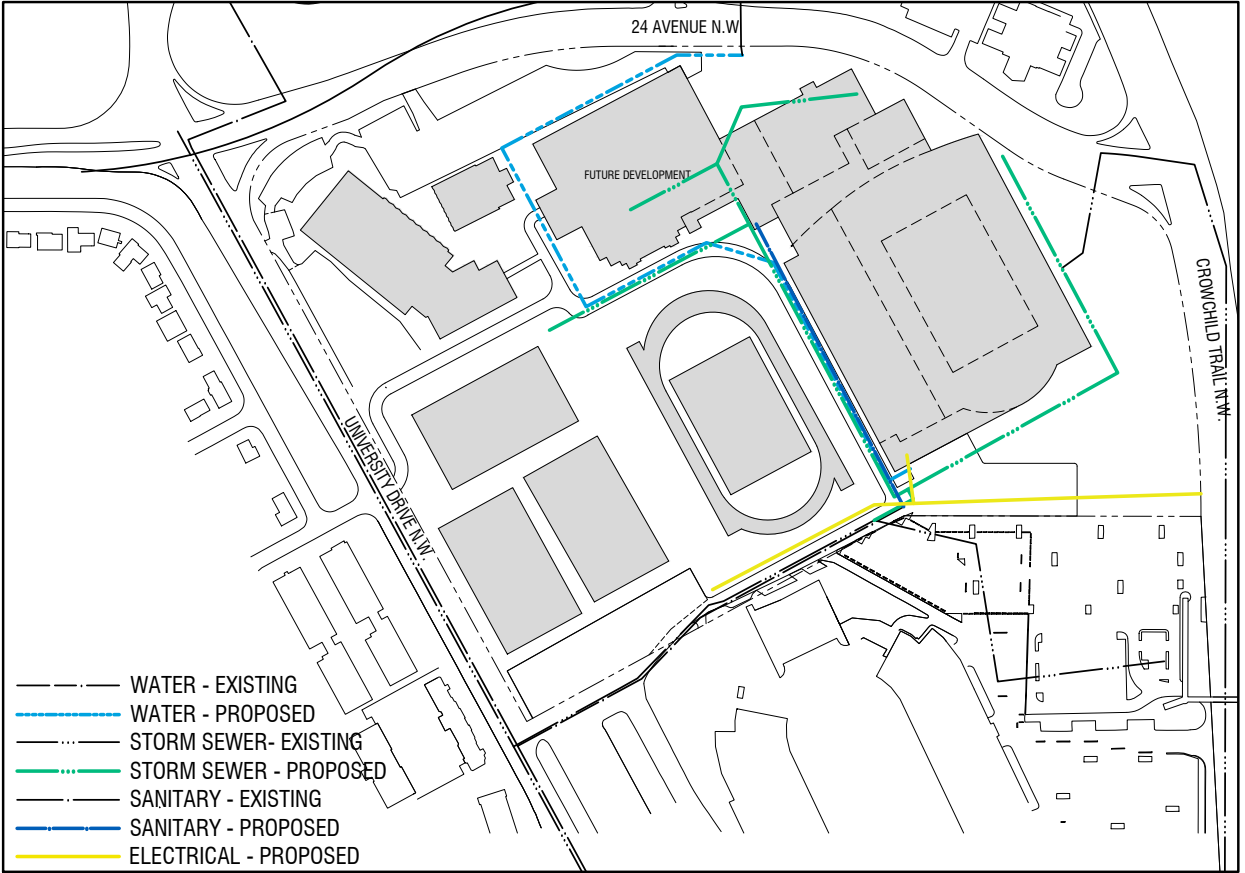 24 AVENUE N.W
FUTURE DEVELOPMENT
CROWCHILD TRAIL N.W.
UNIVERSITY DRIVE N.W
WATER - EXISTING
WATER - PROPOSED
STORM SEWER- EXISTING
STORM SEWER - PROPOSED
SANITARY - EXISTING
SANITARY - PROPOSED
ELECTRICAL - PROPOSED